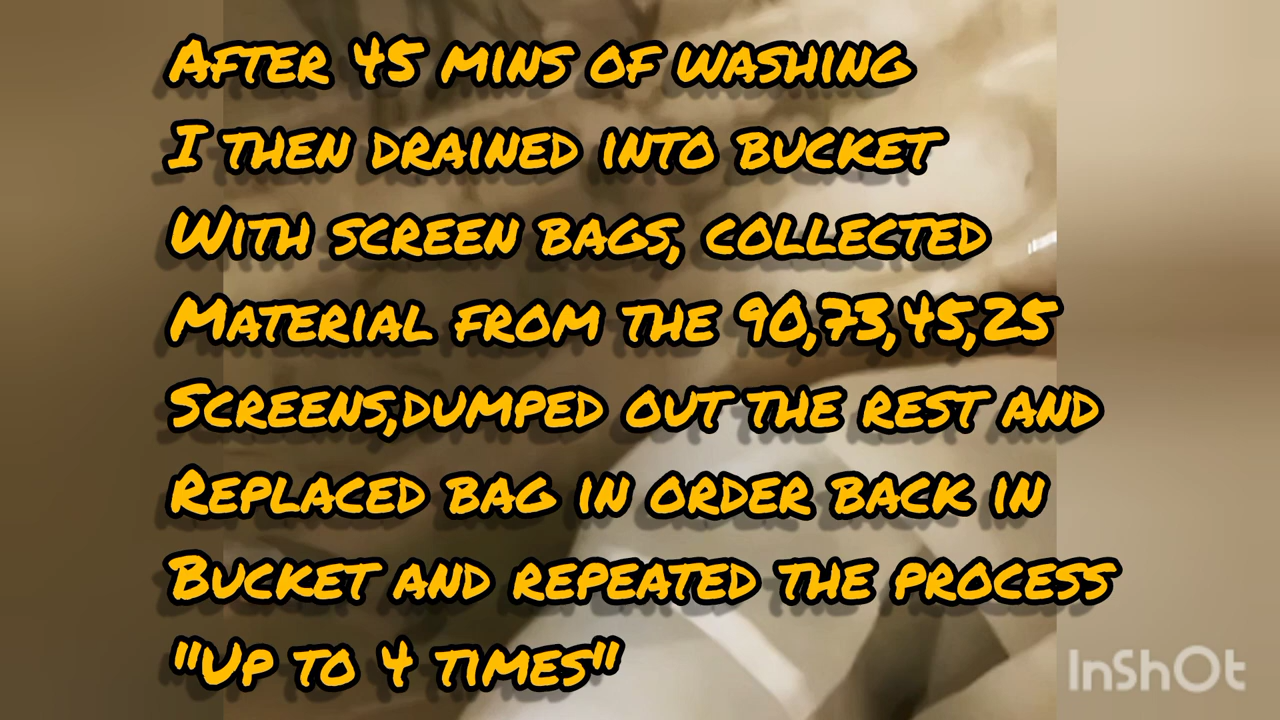 After 45 mins of washing
I then drained into bucket
With screen bags, collected
Material from the 90,73,45,25
Screens,dumped out the rest and
Replaced bag in order back in
Bucket and repeated the process
"Up to 4 times"
InShOt